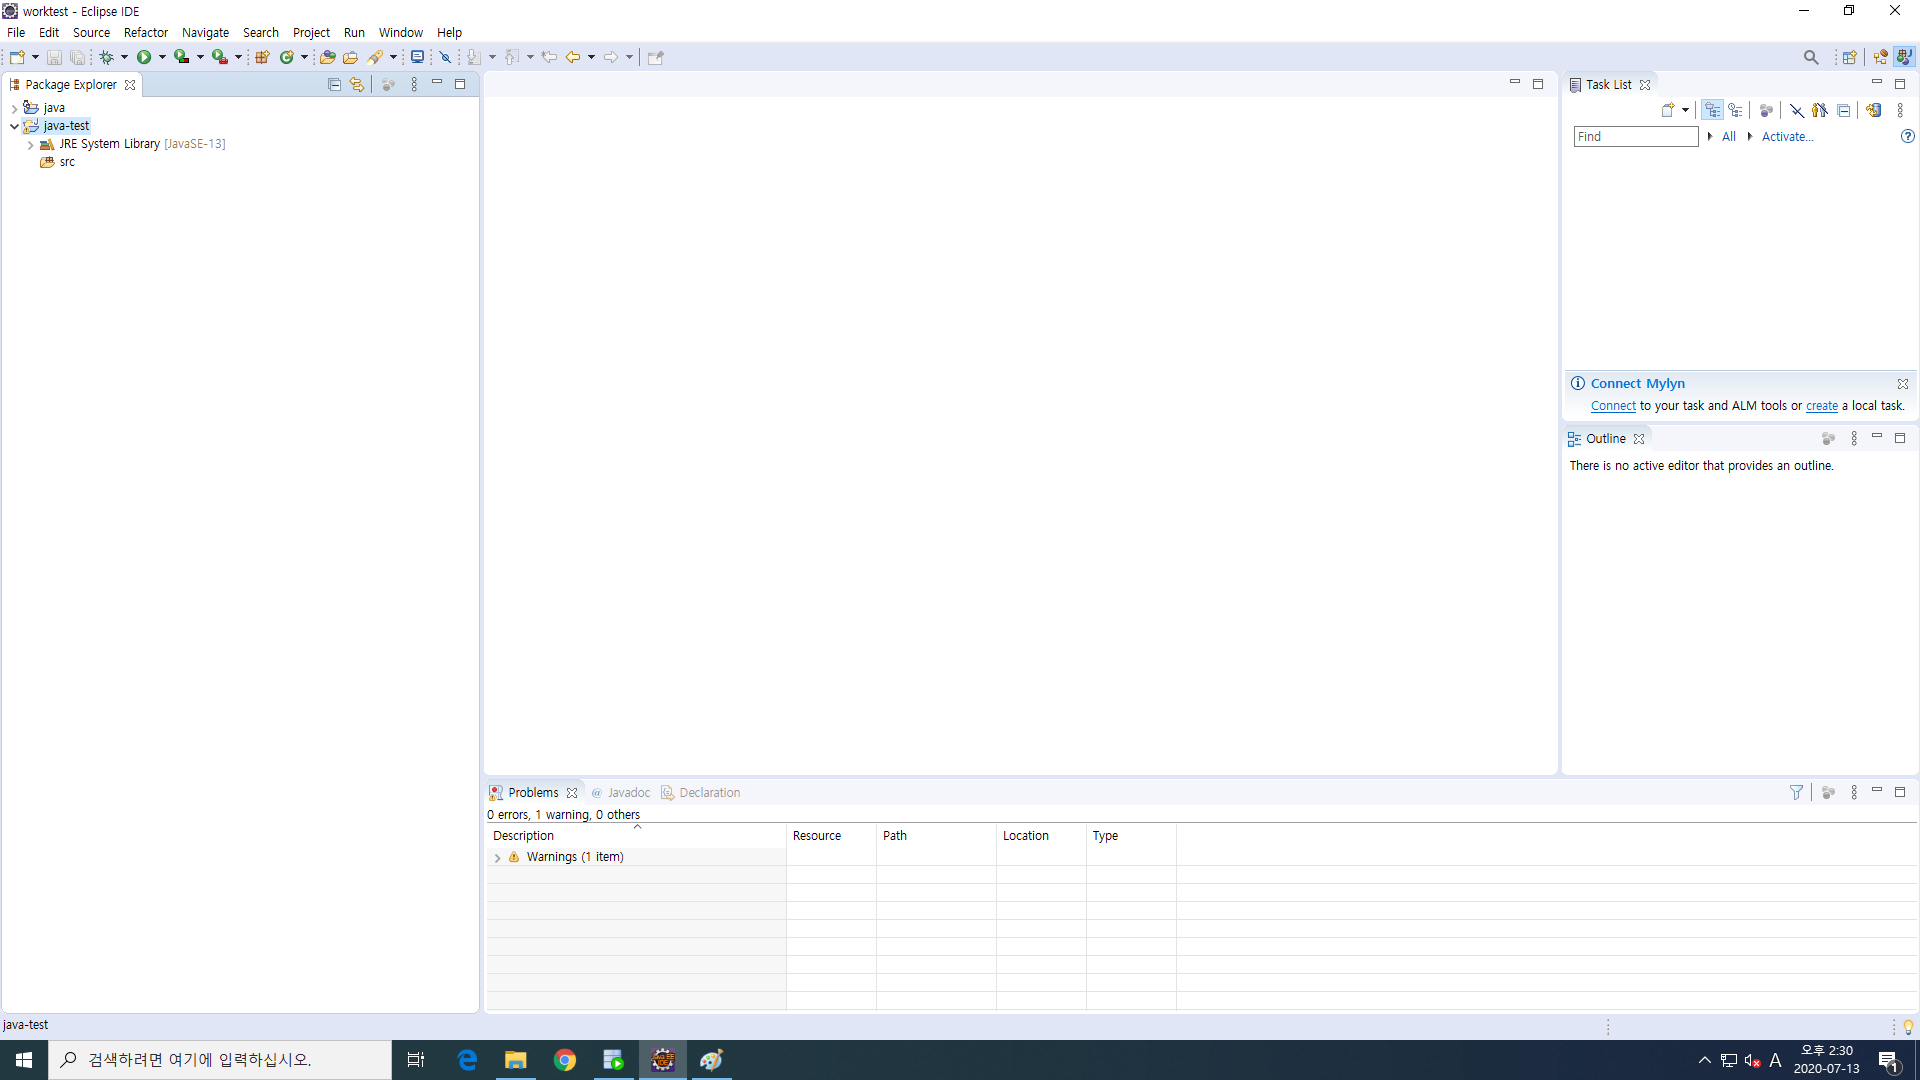 worktest - Eclipse IDE
File Edit Source Refactor Navigate Search Project Run Window Help
Package Explorer
java
java-test
JRE System Library [JavaSE-13]
src
Task List
Find All Activate...
Connect Mylyn
Connect to your task and ALM tools or create a local task.
Outline
There is no active editor that provides an outline.
Problems @ Javadoc Declaration
0 errors, 1 warning, 0 others
Description Resource Path Location Type
Warnings (1 item)
java-test
검색하려면 여기에 입력하십시오.
A
오후 2:30
2020-07-13
1